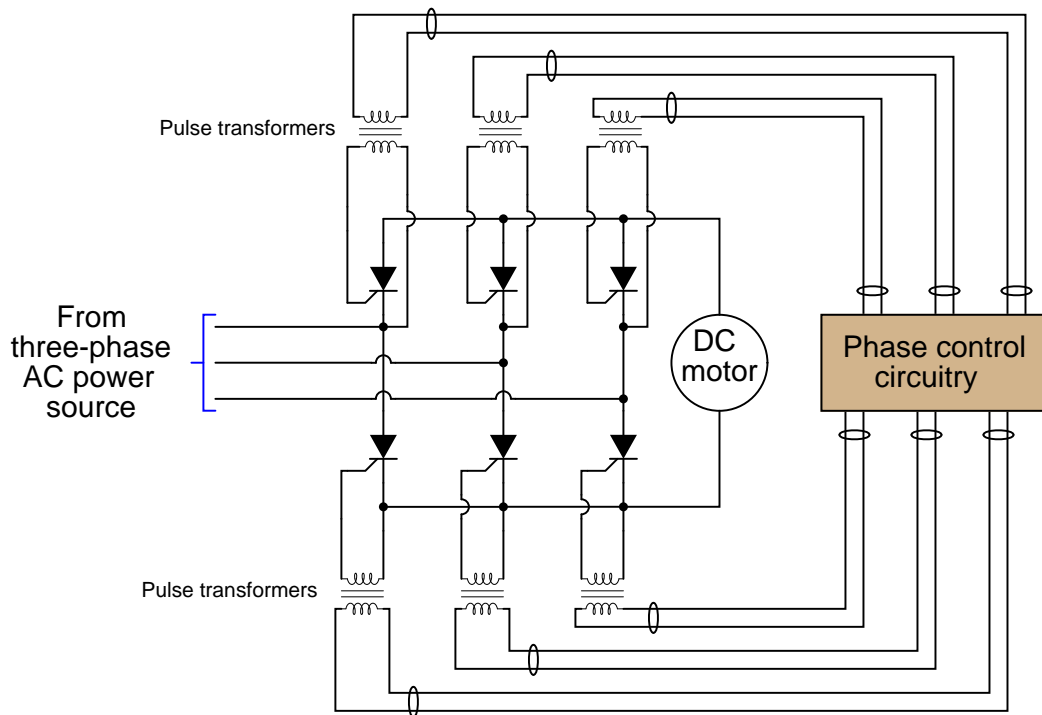 Pulse transformers
From
three-phase
AC power
source
DC
motor
Phase control
circuitry
Pulse transformers